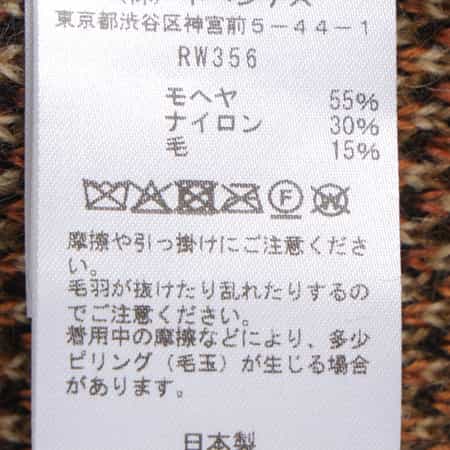 東京都渋谷区神宮前5-44-1
RW356
モヘヤ 55%
ナイロン 30%
毛 15%
F W
摩擦や引っ掛けにご注意くださ
い。
毛羽が抜けたり乱れたりするの
でご注意ください。
着用中の摩擦などにより、多少
ピリング(毛玉)が生じる場合
があります。
日本製